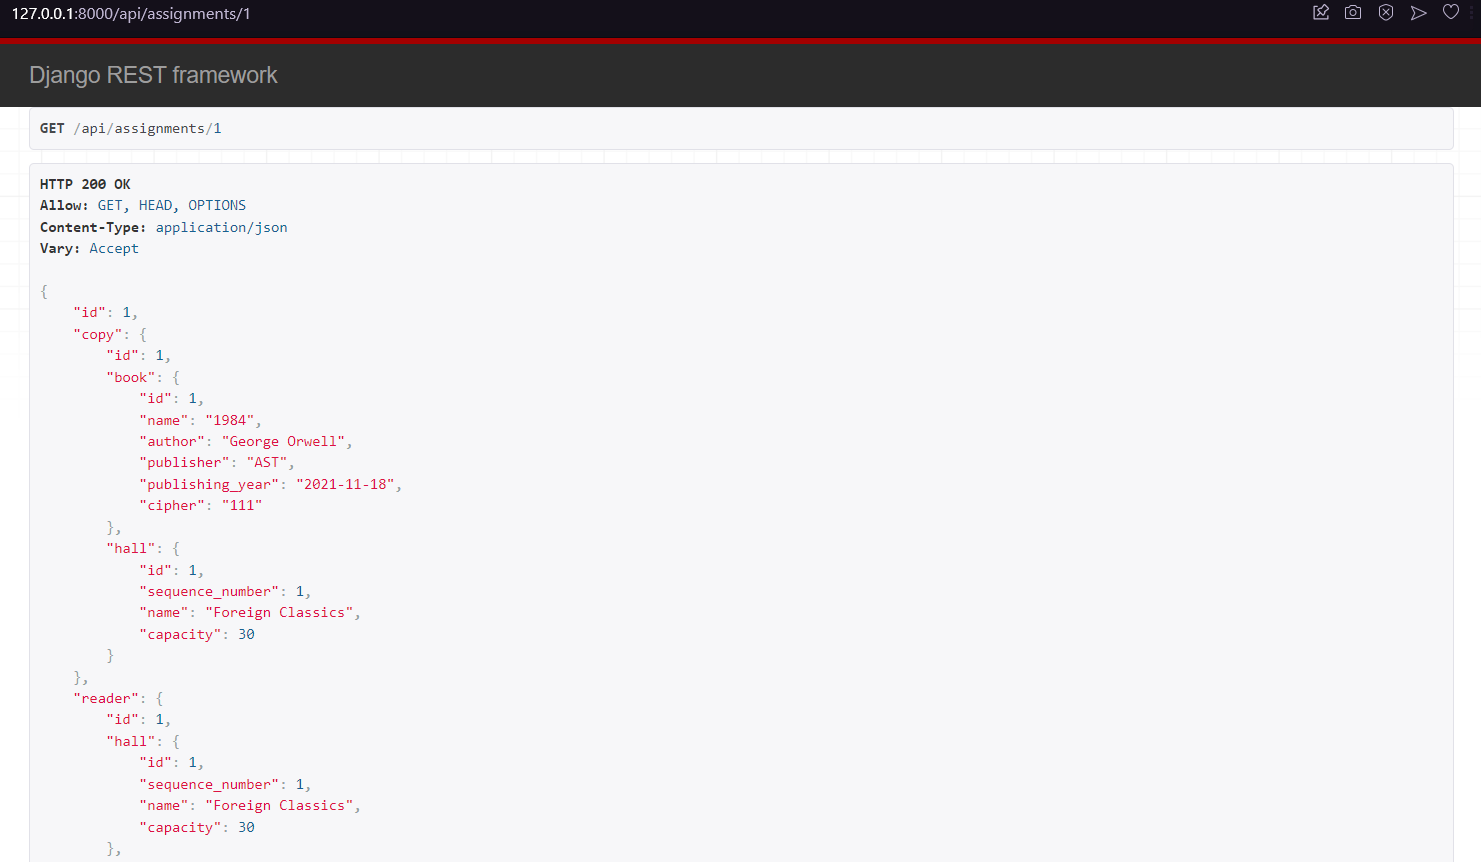 127.0.0.1:8000/api/assignments/1
Django REST framework
GET /api/assignments/1
HTTP 200 OK
Allow: GET, HEAD, OPTIONS
Content-Type: application/json
Vary: Accept
{
    "id": 1,
    "copy": {
        "id": 1,
        "book": {
            "id": 1,
            "name": "1984",
            "author": "George Orwell",
            "publisher": "AST",
            "publishing_year": "2021-11-18",
            "cipher": "111"
        },
        "hall": {
            "id": 1,
            "sequence_number": 1,
            "name": "Foreign Classics",
            "capacity": 30
        }
    },
    "reader": {
        "id": 1,
        "hall": {
            "id": 1,
            "sequence_number": 1,
            "name": "Foreign Classics",
            "capacity": 30
        },